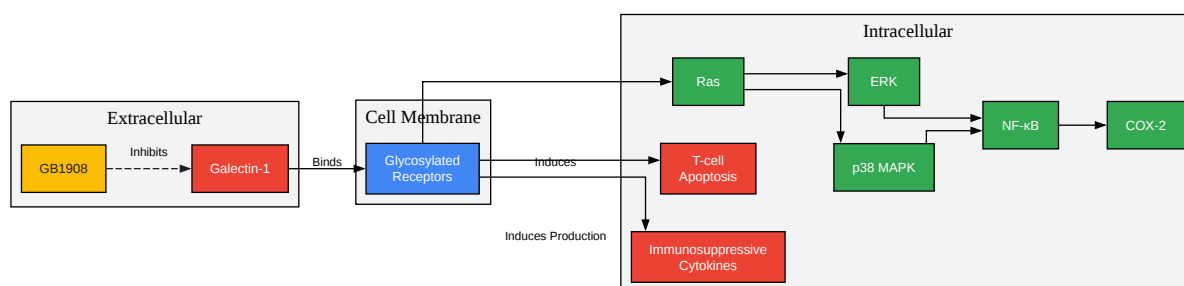 Intracellular
Ras
ERK
Extracellular
Cell Membrane
NF-κB
COX-2
Inhibits
GB1908
Galectin-1
Binds
Glycosylated
Receptors
Induces
T-cell
Apoptosis
p38 MAPK
Induces Production
Immunosuppressive
Cytokines